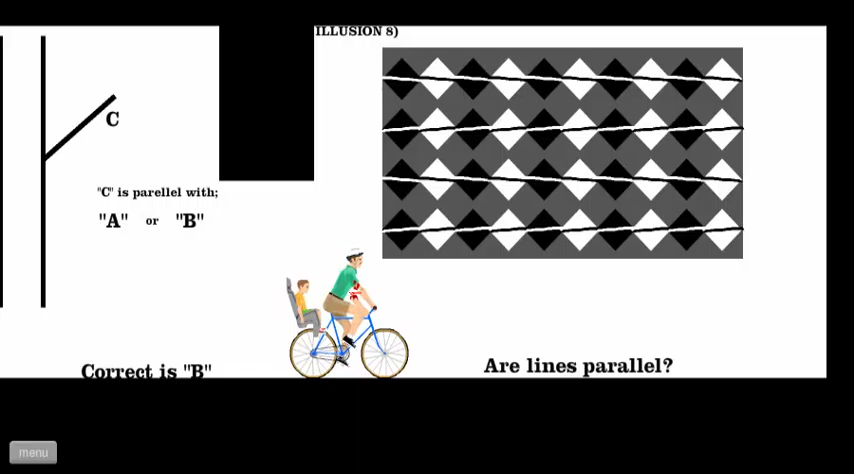 ILLUSION 8)
C
"C" is parellel with;
"A" or "B"
Correct is "B"
Are lines parallel?
menu